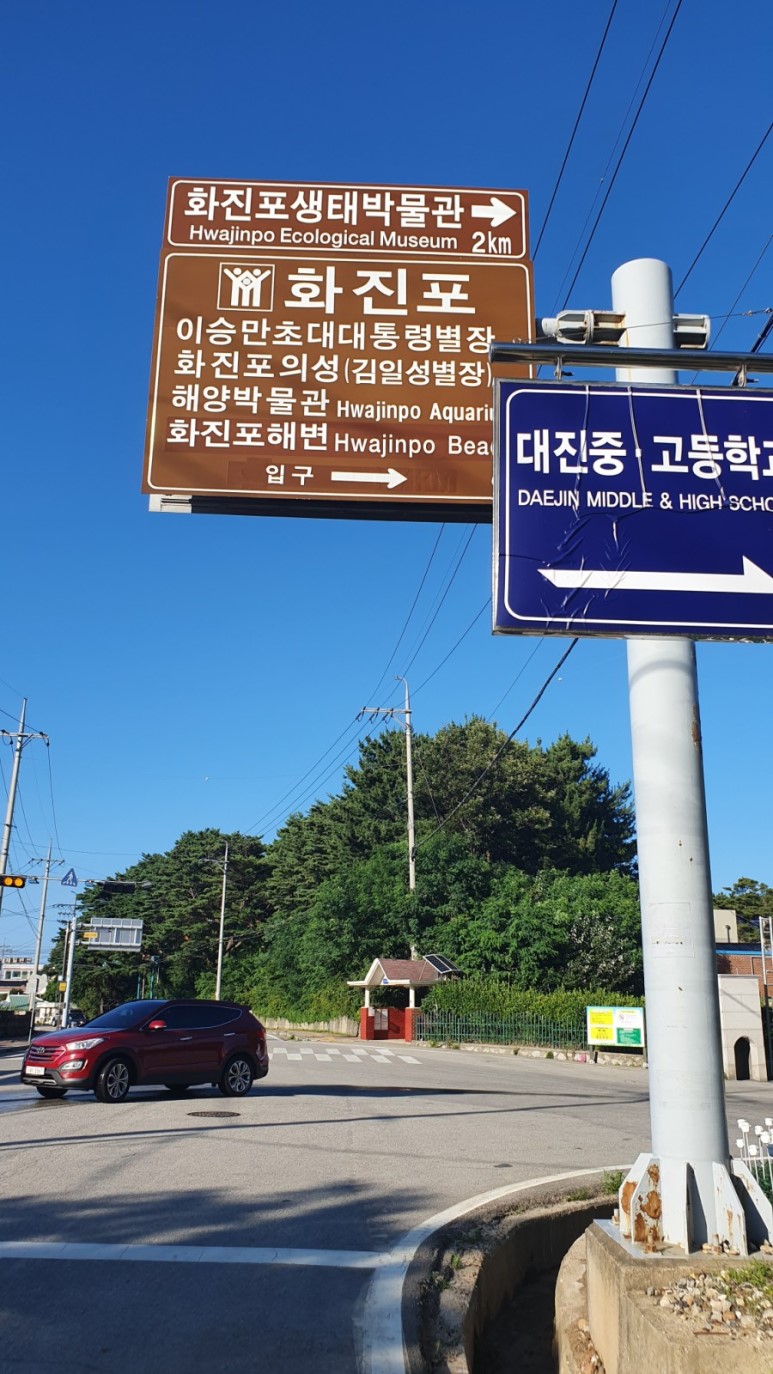 화진포생태박물관
Hwajinpo Ecological Museum 2km
화진포
이승만초대대통령별장
화진포의성(김일성별장)
해양박물관 Hwajinpo
화진포해변 Hwajinpo
입구
대진중·고등학교
DAEJIN MIDDLE & HIGH